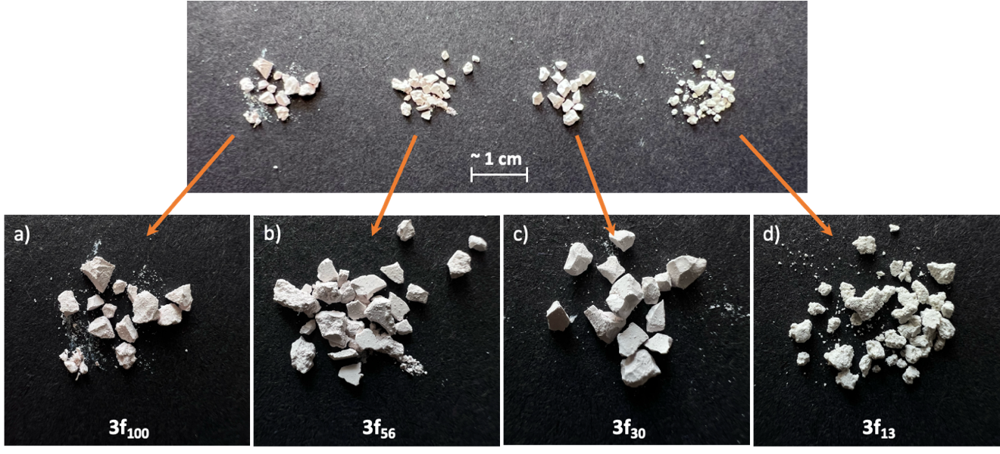 ~ 1 cm
a)
b)
c)
d)
3f₁₀₀
3f₅₆
3f₃₀
3f₁₃